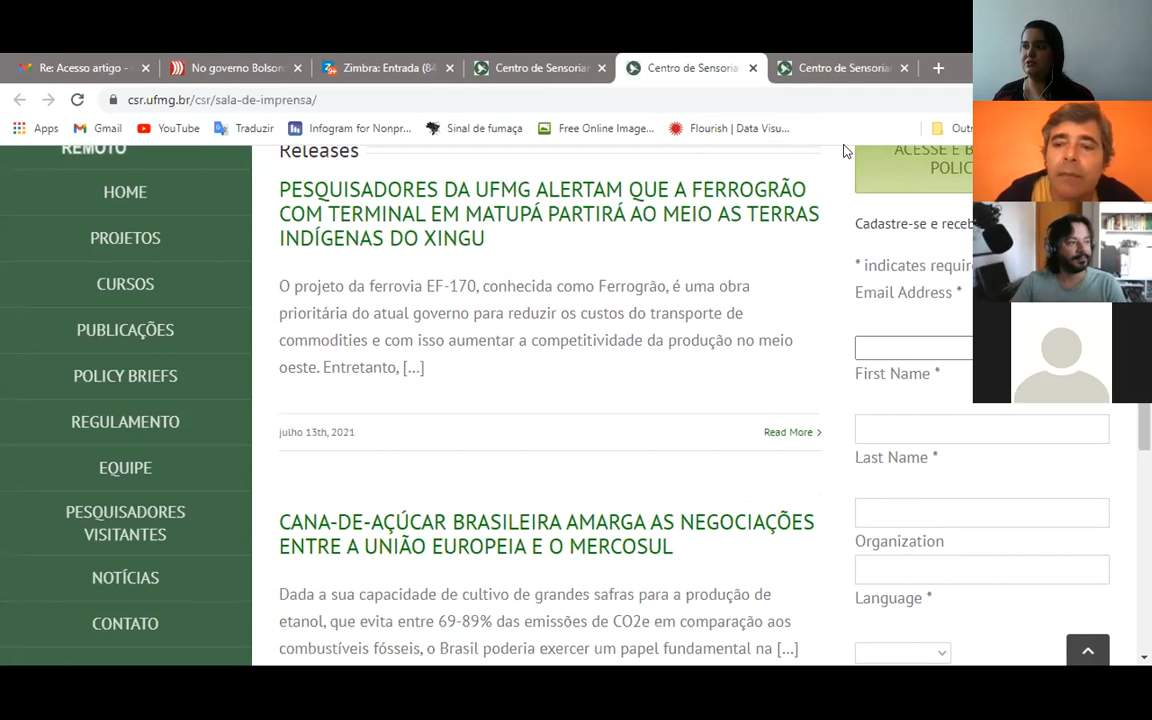 Re: Acesso artigo -
No governo Bolson
Zimbra: Entrada (84
Centro de Sensoria
Centro de Sensoria
Centro de Sensoria
csr.ufmg.br/csr/sala-de-imprensa/
Apps
Gmail
YouTube
Traduzir
Infogram for Nonpr...
Sinal de fumaça
Free Online Image...
Flourish | Data Visu...
Outr
REMOTO
HOME
PROJETOS
CURSOS
PUBLICAÇÕES
POLICY BRIEFS
REGULAMENTO
EQUIPE
PESQUISADORES
VISITANTES
NOTÍCIAS
CONTATO
Releases
PESQUISADORES DA UFMG ALERTAM QUE A FERROGRÃO
COM TERMINAL EM MATUPÁ PARTIRÁ AO MEIO AS TERRAS
INDÍGENAS DO XINGU
O projeto da ferrovia EF-170, conhecida como Ferrogrão, é uma obra
prioritária do atual governo para reduzir os custos do transporte de
commodities e com isso aumentar a competitividade da produção no meio
oeste. Entretanto, [...]
julho 13th, 2021
Read More >
CANA-DE-AÇÚCAR BRASILEIRA AMARGA AS NEGOCIAÇÕES
ENTRE A UNIÃO EUROPEIA E O MERCOSUL
Dada a sua capacidade de cultivo de grandes safras para a produção de
etanol, que evita entre 69-89% das emissões de CO2e em comparação aos
combustíveis fósseis, o Brasil poderia exercer um papel fundamental na [...]
ACESSE E B
POLIC
Cadastre-se e receb
* indicates require
Email Address *
First Name *
Last Name *
Organization
Language *